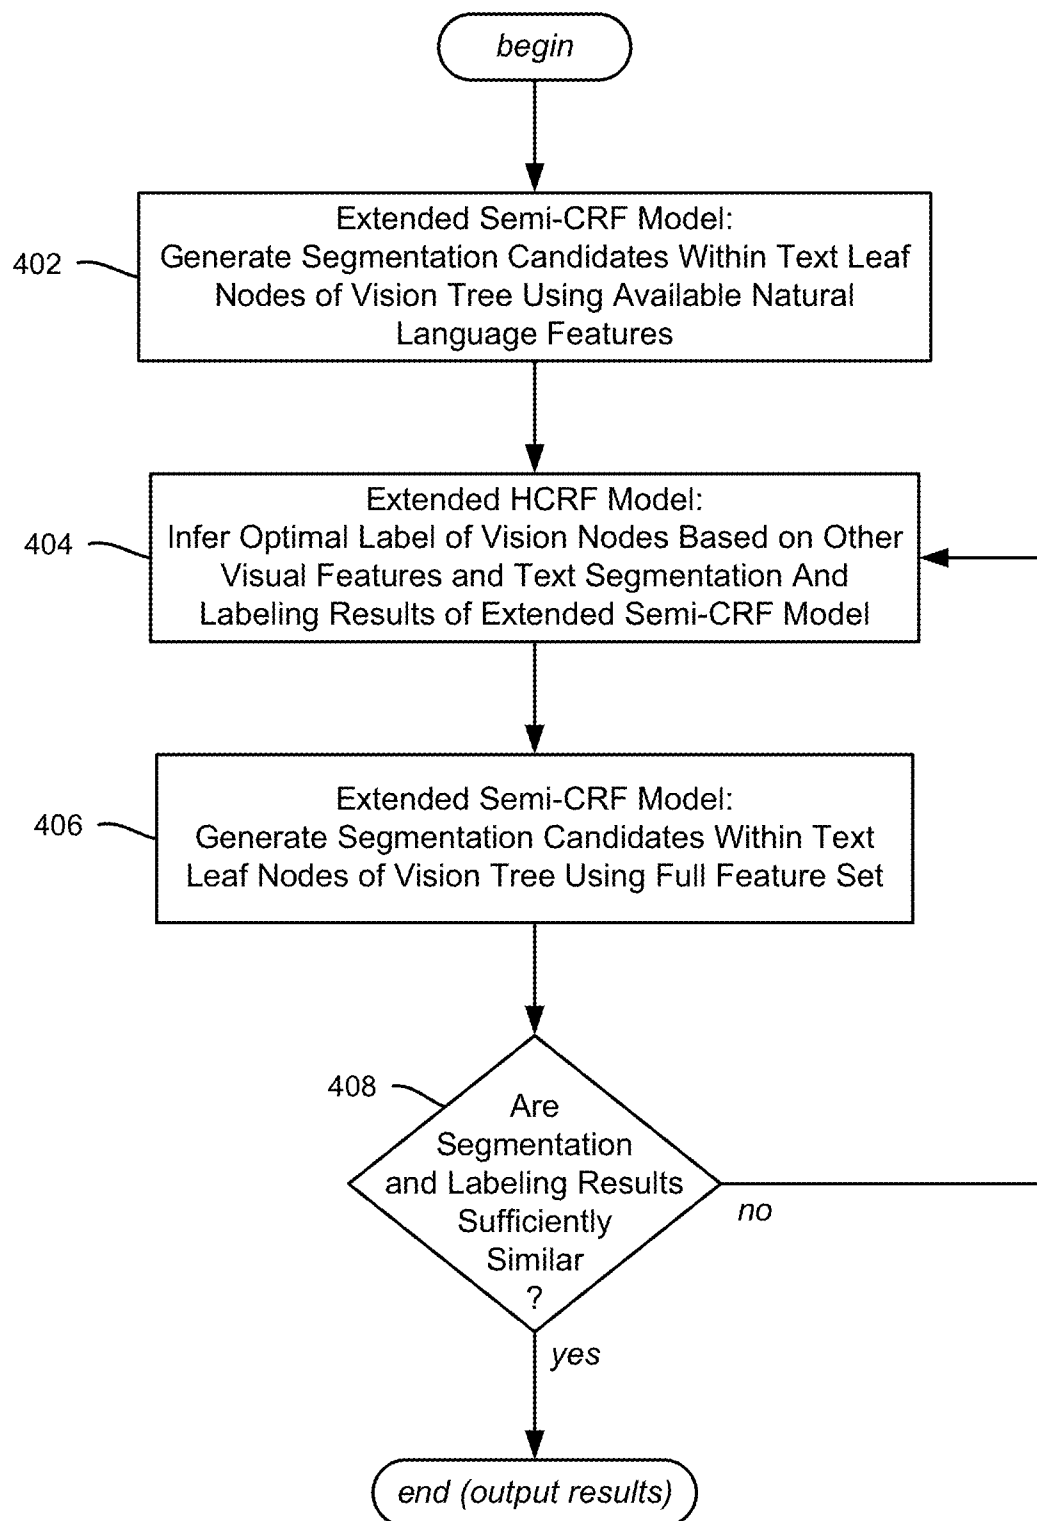 begin
402
Extended Semi-CRF Model:
Generate Segmentation Candidates Within Text Leaf
Nodes of Vision Tree Using Available Natural
Language Features
404
Extended HCRF Model:
Infer Optimal Label of Vision Nodes Based on Other
Visual Features and Text Segmentation And
Labeling Results of Extended Semi-CRF Model
406
Extended Semi-CRF Model:
Generate Segmentation Candidates Within Text
Leaf Nodes of Vision Tree Using Full Feature Set
408
Are
Segmentation
and Labeling Results
Sufficiently
Similar
?
no
yes
end (output results)